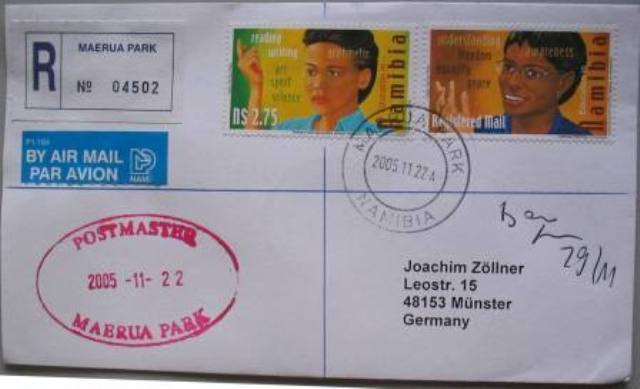 R
MAERUA PARK
Nº 04502
reading
writing
arithmetic
art
sport
science
N$ 2.75
Namibia
understanding
freedom
equality
peace
awareness
Registered Mail
Namibia
BY AIR MAIL
PAR AVION
MAERUA PARK
2005.11.22-A
NAMIBIA
POSTMASTER
2005 -11- 22
MAERUA PARK
29/11
Joachim Zöllner
Leostr. 15
48153 Münster
Germany